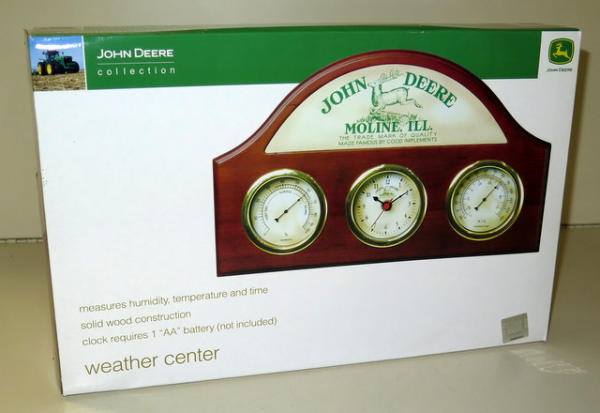 JOHN DEERE
collection
JOHN DEERE
JOHN DEERE
MOLINE, ILL.
THE TRADE MARK OF QUALITY
MADE FAMOUS BY GOOD IMPLEMENTS
measures humidity, temperature and time
solid wood construction
clock requires 1 "AA" battery (not included)
weather center